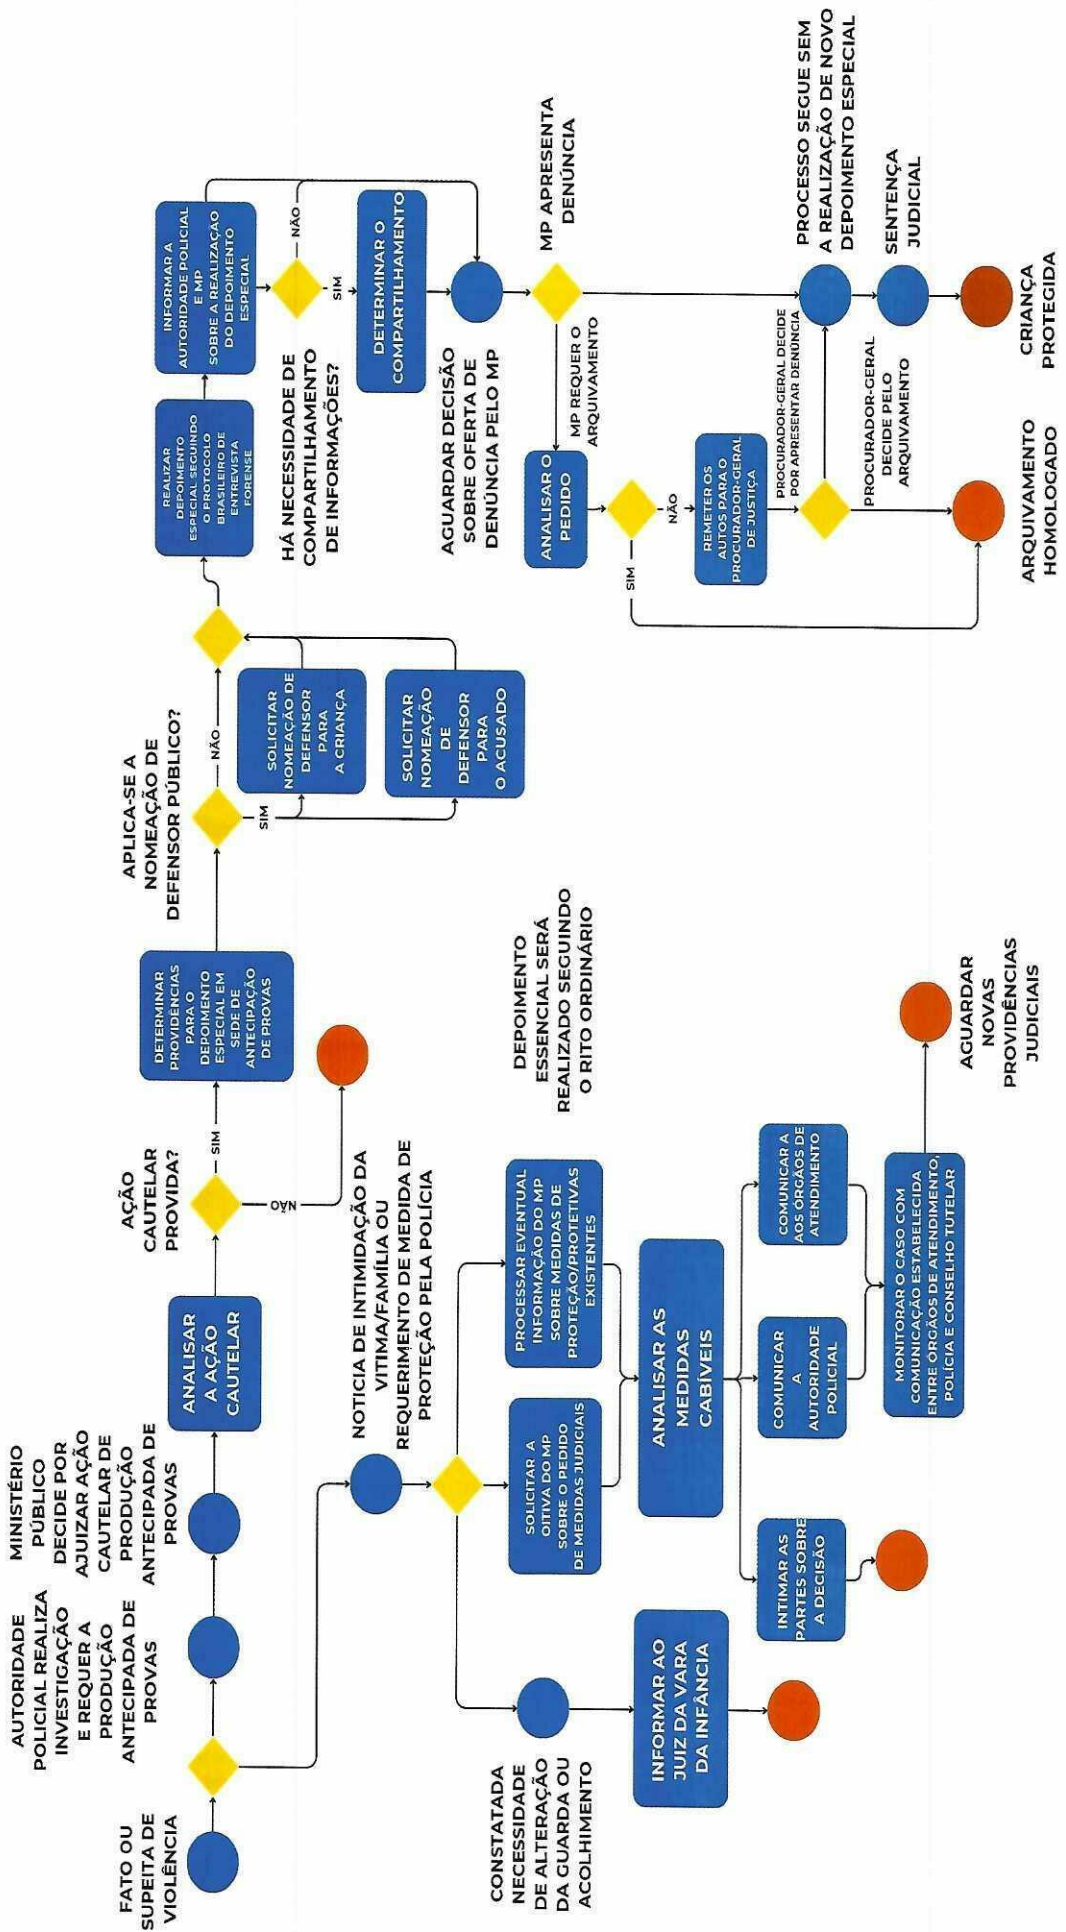 FATO OU
SUPEITA DE
VIOLÊNCIA
AUTORIDADE
POLICIAL REALIZA
INVESTIGAÇÃO
E REQUER A
PRODUÇÃO
ANTECIPADA DE
PROVAS
MINISTÉRIO
PÚBLICO
DECIDE POR
AJUIZAR AÇÃO
CAUTELAR DE
PRODUÇÃO
ANTECIPADA DE
PROVAS
ANALISAR
A AÇÃO
CAUTELAR
AÇÃO
CAUTELAR
PROVIDA?
SIM
NÃO
DETERMINAR
PROVIDÊNCIAS
PARA O
DEPOIMENTO
ESPECIAL EM
SEDE DE
ANTECIPAÇÃO
DE PROVAS
APLICA-SE A
NOMEAÇÃO DE
DEFENSOR PÚBLICO?
NÃO
SIM
SOLICITAR
NOMEAÇÃO DE
DEFENSOR
PARA
A CRIANÇA
SOLICITAR
NOMEAÇÃO
DE
DEFENSOR
PARA
O ACUSADO
REALIZAR
DEPOIMENTO
ESPECIAL SEGUINDO
O PROTOCOLO
BRASILEIRO DE
ENTREVISTA
FORENSE
INFORMAR A
AUTORIDADE POLICIAL
E MP
SOBRE A REALIZAÇÃO
DO DEPOIMENTO
ESPECIAL
HÁ NECESSIDADE DE
COMPARTILHAMENTO
DE INFORMAÇÕES?
NÃO
SIM
DETERMINAR O
COMPARTILHAMENTO
AGUARDAR DECISÃO
SOBRE OFERTA DE
DENÚNCIA PELO MP
MP APRESENTA
DENÚNCIA
MP REQUER O
ARQUIVAMENTO
ANALISAR O
PEDIDO
NÃO
SIM
REMETER OS
AUTOS PARA O
PROCURADOR-GERAL
DE JUSTIÇA
PROCURADOR-GERAL DECIDE
POR APRESENTAR DENÚNCIA
PROCURADOR-GERAL
DECIDE PELO
ARQUIVAMENTO
PROCESSO SEGUE SEM
A REALIZAÇÃO DE NOVO
DEPOIMENTO ESPECIAL
SENTENÇA
JUDICIAL
CRIANÇA
PROTEGIDA
ARQUIVAMENTO
HOMOLOGADO
NOTICIA DE INTIMIDAÇÃO DA
VITIMA/FAMÍLIA OU
REQUERIMENTO DE MEDIDA DE
PROTEÇÃO PELA POLÍCIA
DEPOIMENTO
ESSENCIAL SERÁ
REALIZADO SEGUINDO
O RITO ORDINÁRIO
CONSTATADA
NECESSIDADE
DE ALTERAÇÃO
DA GUARDA OU
ACOLHIMENTO
INFORMAR AO
JUIZ DA VARA
DA INFÂNCIA
SOLICITAR A
OITIVA DO MP
SOBRE O PEDIDO
DE MEDIDAS JUDICIAIS
PROCESSAR EVENTUAL
INFORMAÇÃO DO MP
SOBRE MEDIDAS DE
PROTEÇÃO/PROTETIVAS
EXISTENTES
ANALISAR AS
MEDIDAS
CABÍVEIS
INTIMAR AS
PARTES SOBRE
A DECISÃO
COMUNICAR
A
AUTORIDADE
POLICIAL
COMUNICAR A
AOS ÓRGÃOS DE
ATENDIMENTO
MONITORAR O CASO COM
COMUNICAÇÃO ESTABELECIDA
ENTRE ÓRGÃOS DE ATENDIMENTO,
POLÍCIA E CONSELHO TUTELAR
AGUARDAR
NOVAS
PROVIDÊNCIAS
JUDICIAIS